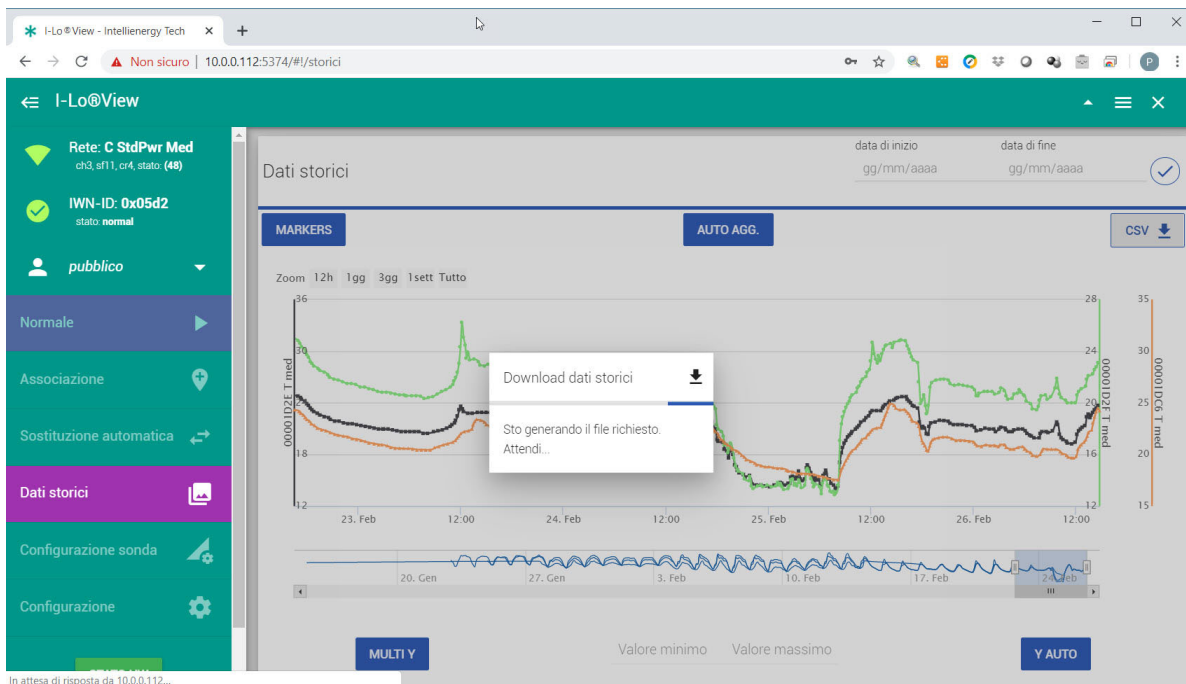 I-Lo®View - Intellienergy Tech
Non sicuro | 10.0.0.112:5374/#!/storici
P
I-Lo®View
Rete: C StdPwr Med
ch3, sf11, cr4, stato: (48)
IWN-ID: 0x05d2
stato: normal
pubblico
Normale
Associazione
Sostituzione automatica
Dati storici
Configurazione sonda
Configurazione
In attesa di risposta da 10.0.0.112...
Dati storici
data di inizio
gg/mm/aaaa
data di fine
gg/mm/aaaa
MARKERS
AUTO AGG.
CSV
Zoom 12h 1gg 3gg 1sett Tutto
36
30
24
18
12
00001D2E T med
28
24
20
16
12
00001D2F T med
35
30
25
20
15
00001DC6 T med
Download dati storici
Sto generando il file richiesto.
Attendi...
23. Feb 12:00 24. Feb 12:00 25. Feb 12:00 26. Feb 12:00
20. Gen 27. Gen 3. Feb 10. Feb 17. Feb 24. Feb
MULTI Y
Valore minimo
Valore massimo
Y AUTO